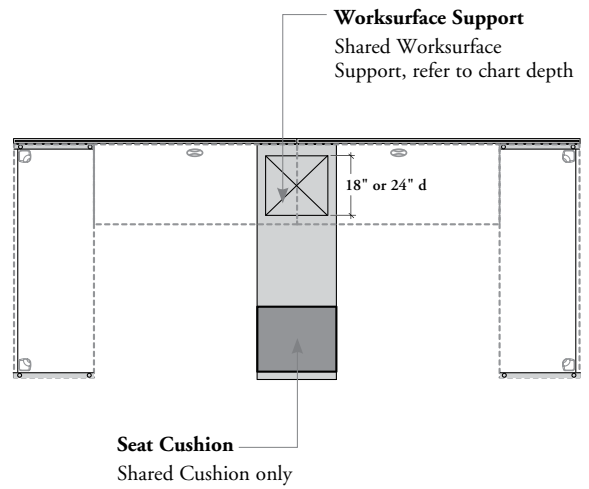 Worksurface Support
Shared Worksurface
Support, refer to chart depth
18" or 24" d
Seat Cushion
Shared Cushion only